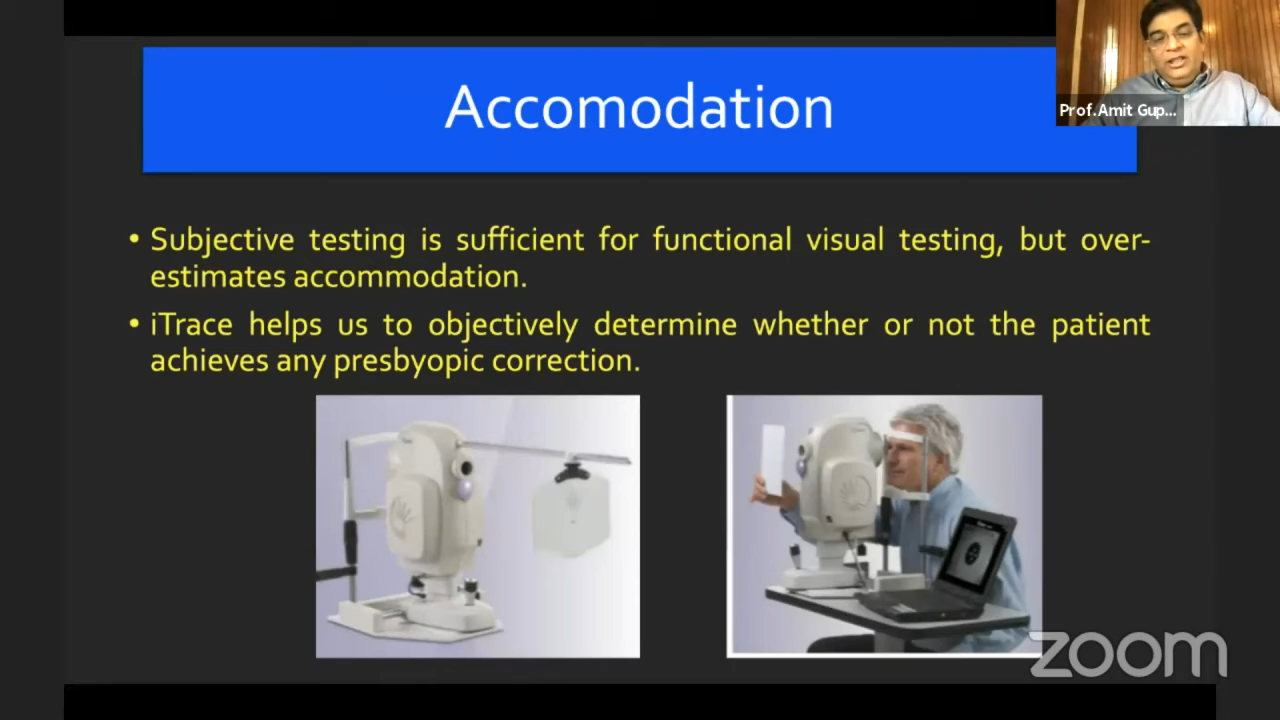 Accomodation
Prof.Amit Gup...
• Subjective testing is sufficient for functional visual testing, but over-
estimates accommodation.
• iTrace helps us to objectively determine whether or not the patient
achieves any presbyopic correction.
zoom